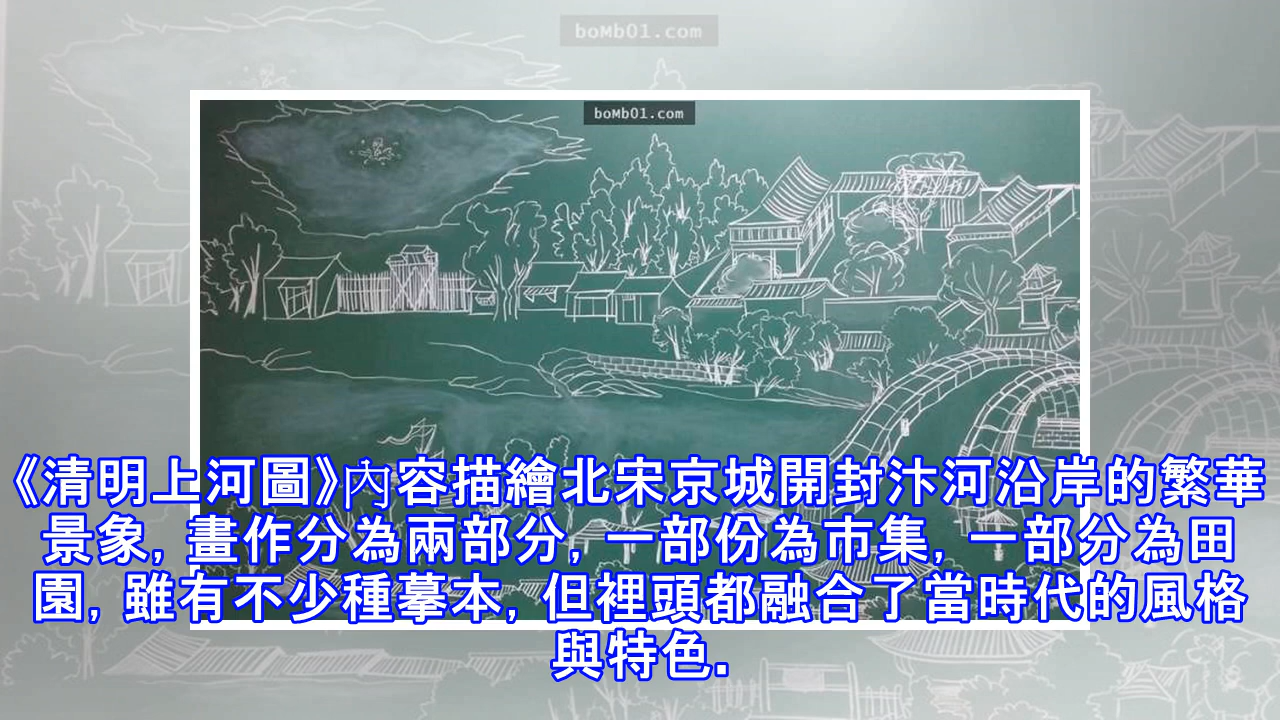 boMb01.com
boMb01.com
《清明上河圖》內容描繪北宋京城開封汴河沿岸的繁華
景象, 畫作分為兩部分, 一部份為市集, 一部分為田
園, 雖有不少種摹本, 但裡頭都融合了當時代的風格
與特色.